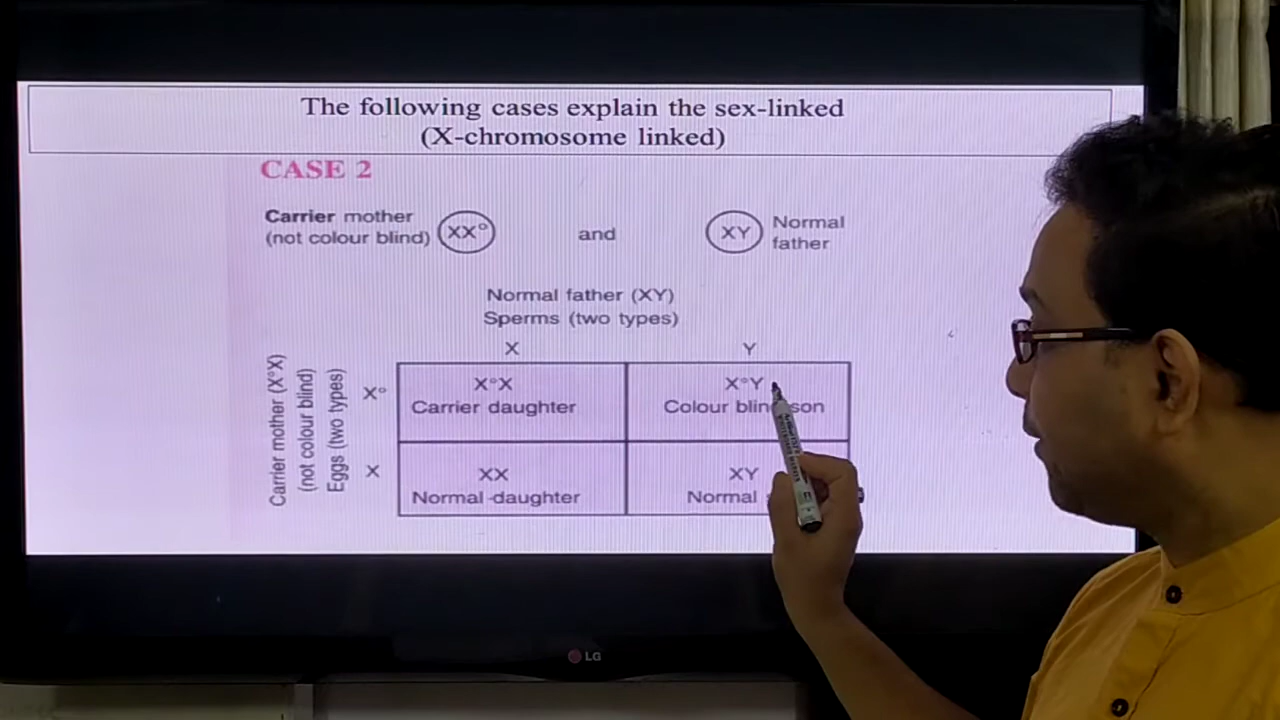 The following cases explain the sex-linked
(X-chromosome linked)
CASE 2
Carrier mother
(not colour blind)
XX°
and
XY
Normal
father
Normal father (XY)
Sperms (two types)
X
Y
Carrier mother (X°X)
(not colour blind)
Eggs (two types)
X°
X°X
Carrier daughter
X°Y
Colour blind son
X
XX
Normal daughter
XY
Normal
LG